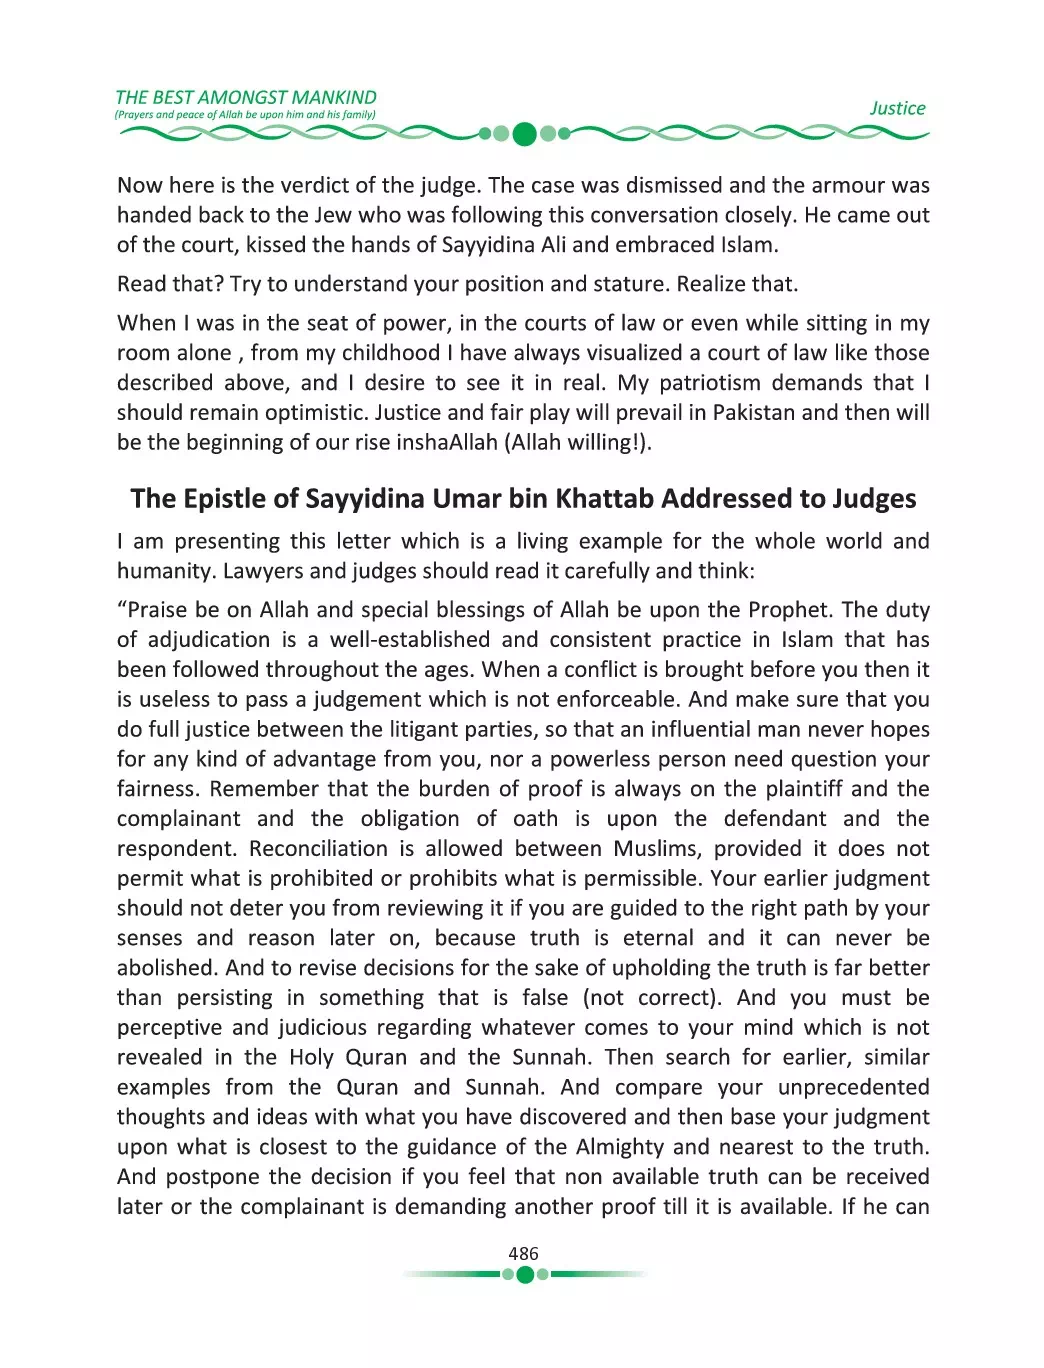 THE BEST AMONGST MANKIND
(Prayers and peace of Allah be upon him and his family)
Justice
Now here is the verdict of the judge. The case was dismissed and the armour was
handed back to the Jew who was following this conversation closely. He came out
of the court, kissed the hands of Sayyidina Ali and embraced Islam.
Read that? Try to understand your position and stature. Realize that.
When I was in the seat of power, in the courts of law or even while sitting in my
room alone , from my childhood I have always visualized a court of law like those
described above, and I desire to see it in real. My patriotism demands that I
should remain optimistic. Justice and fair play will prevail in Pakistan and then will
be the beginning of our rise inshaAllah (Allah willing!).
The Epistle of Sayyidina Umar bin Khattab Addressed to Judges
I am presenting this letter which is a living example for the whole world and
humanity. Lawyers and judges should read it carefully and think:
“Praise be on Allah and special blessings of Allah be upon the Prophet. The duty
of adjudication is a well-established and consistent practice in Islam that has
been followed throughout the ages. When a conflict is brought before you then it
is useless to pass a judgement which is not enforceable. And make sure that you
do full justice between the litigant parties, so that an influential man never hopes
for any kind of advantage from you, nor a powerless person need question your
fairness. Remember that the burden of proof is always on the plaintiff and the
complainant and the obligation of oath is upon the defendant and the
respondent. Reconciliation is allowed between Muslims, provided it does not
permit what is prohibited or prohibits what is permissible. Your earlier judgment
should not deter you from reviewing it if you are guided to the right path by your
senses and reason later on, because truth is eternal and it can never be
abolished. And to revise decisions for the sake of upholding the truth is far better
than persisting in something that is false (not correct). And you must be
perceptive and judicious regarding whatever comes to your mind which is not
revealed in the Holy Quran and the Sunnah. Then search for earlier, similar
examples from the Quran and Sunnah. And compare your unprecedented
thoughts and ideas with what you have discovered and then base your judgment
upon what is closest to the guidance of the Almighty and nearest to the truth.
And postpone the decision if you feel that non available truth can be received
later or the complainant is demanding another proof till it is available. If he can
486